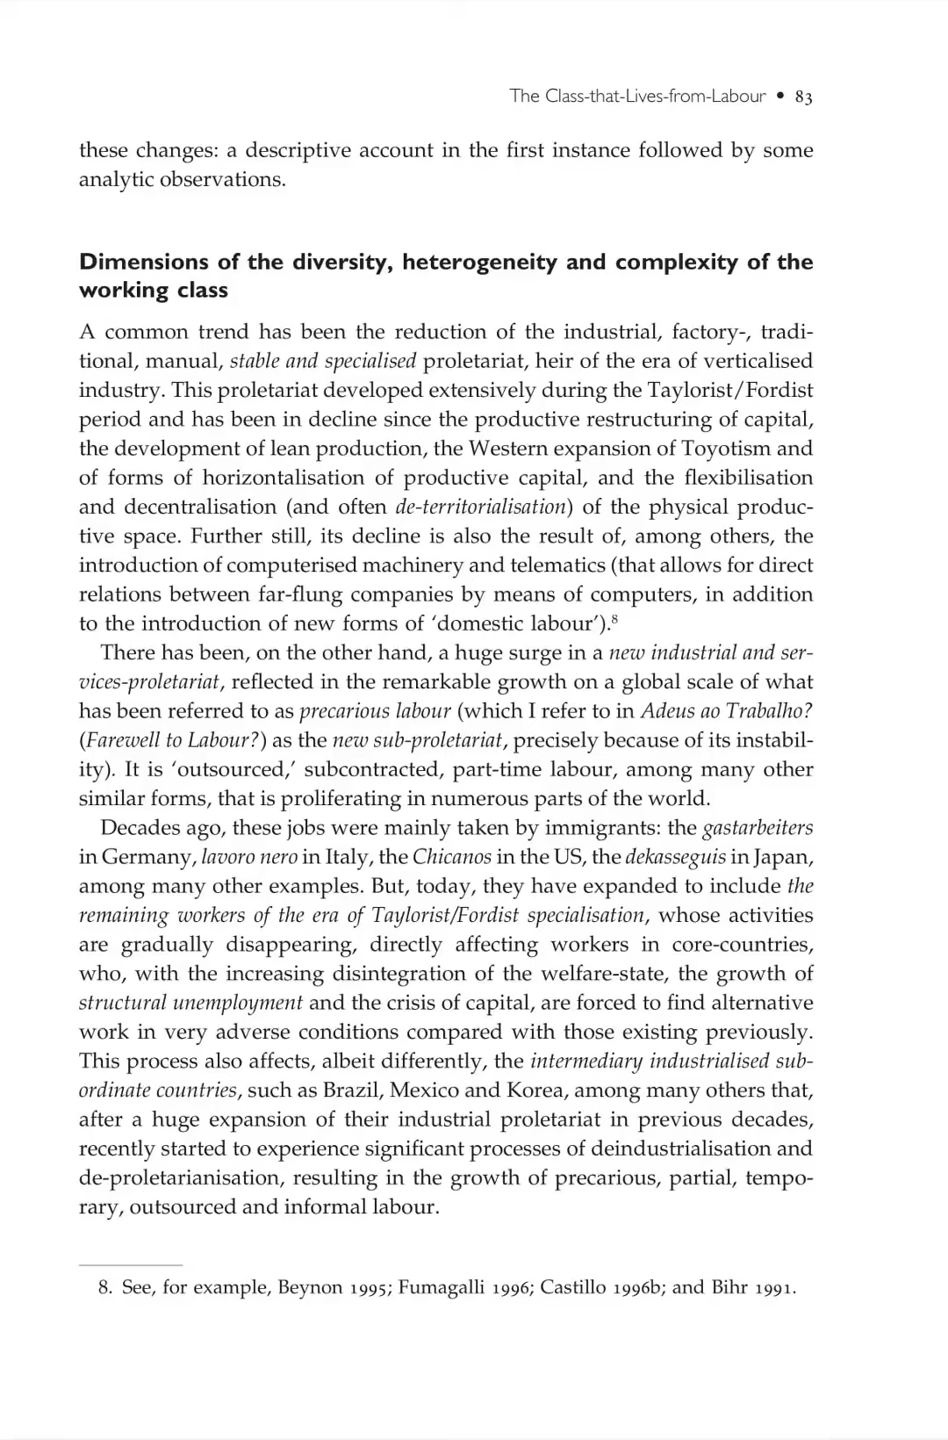 The Class-that-Lives-from-Labour • 83
these changes: a descriptive account in the first instance followed by some
analytic observations.
Dimensions of the diversity, heterogeneity and complexity of the
working class
A common trend has been the reduction of the industrial, factory-, tradi-
tional, manual, stable and specialised proletariat, heir of the era of verticalised
industry. This proletariat developed extensively during the Taylorist/Fordist
period and has been in decline since the productive restructuring of capital,
the development of lean production, the Western expansion of Toyotism and
of forms of horizontalisation of productive capital, and the flexibilisation
and decentralisation (and often de-territorialisation) of the physical produc-
tive space. Further still, its decline is also the result of, among others, the
introduction of computerised machinery and telematics (that allows for direct
relations between far-flung companies by means of computers, in addition
to the introduction of new forms of ‘domestic labour’).8
There has been, on the other hand, a huge surge in a new industrial and ser-
vices-proletariat, reflected in the remarkable growth on a global scale of what
has been referred to as precarious labour (which I refer to in Adeus ao Trabalho?
(Farewell to Labour?) as the new sub-proletariat, precisely because of its instabil-
ity). It is ‘outsourced,’ subcontracted, part-time labour, among many other
similar forms, that is proliferating in numerous parts of the world.
Decades ago, these jobs were mainly taken by immigrants: the gastarbeiters
in Germany, lavoro nero in Italy, the Chicanos in the US, the dekasseguis in Japan,
among many other examples. But, today, they have expanded to include the
remaining workers of the era of Taylorist/Fordist specialisation, whose activities
are gradually disappearing, directly affecting workers in core-countries,
who, with the increasing disintegration of the welfare-state, the growth of
structural unemployment and the crisis of capital, are forced to find alternative
work in very adverse conditions compared with those existing previously.
This process also affects, albeit differently, the intermediary industrialised sub-
ordinate countries, such as Brazil, Mexico and Korea, among many others that,
after a huge expansion of their industrial proletariat in previous decades,
recently started to experience significant processes of deindustrialisation and
de-proletarianisation, resulting in the growth of precarious, partial, tempo-
rary, outsourced and informal labour.
8. See, for example, Beynon 1995; Fumagalli 1996; Castillo 1996b; and Bihr 1991.